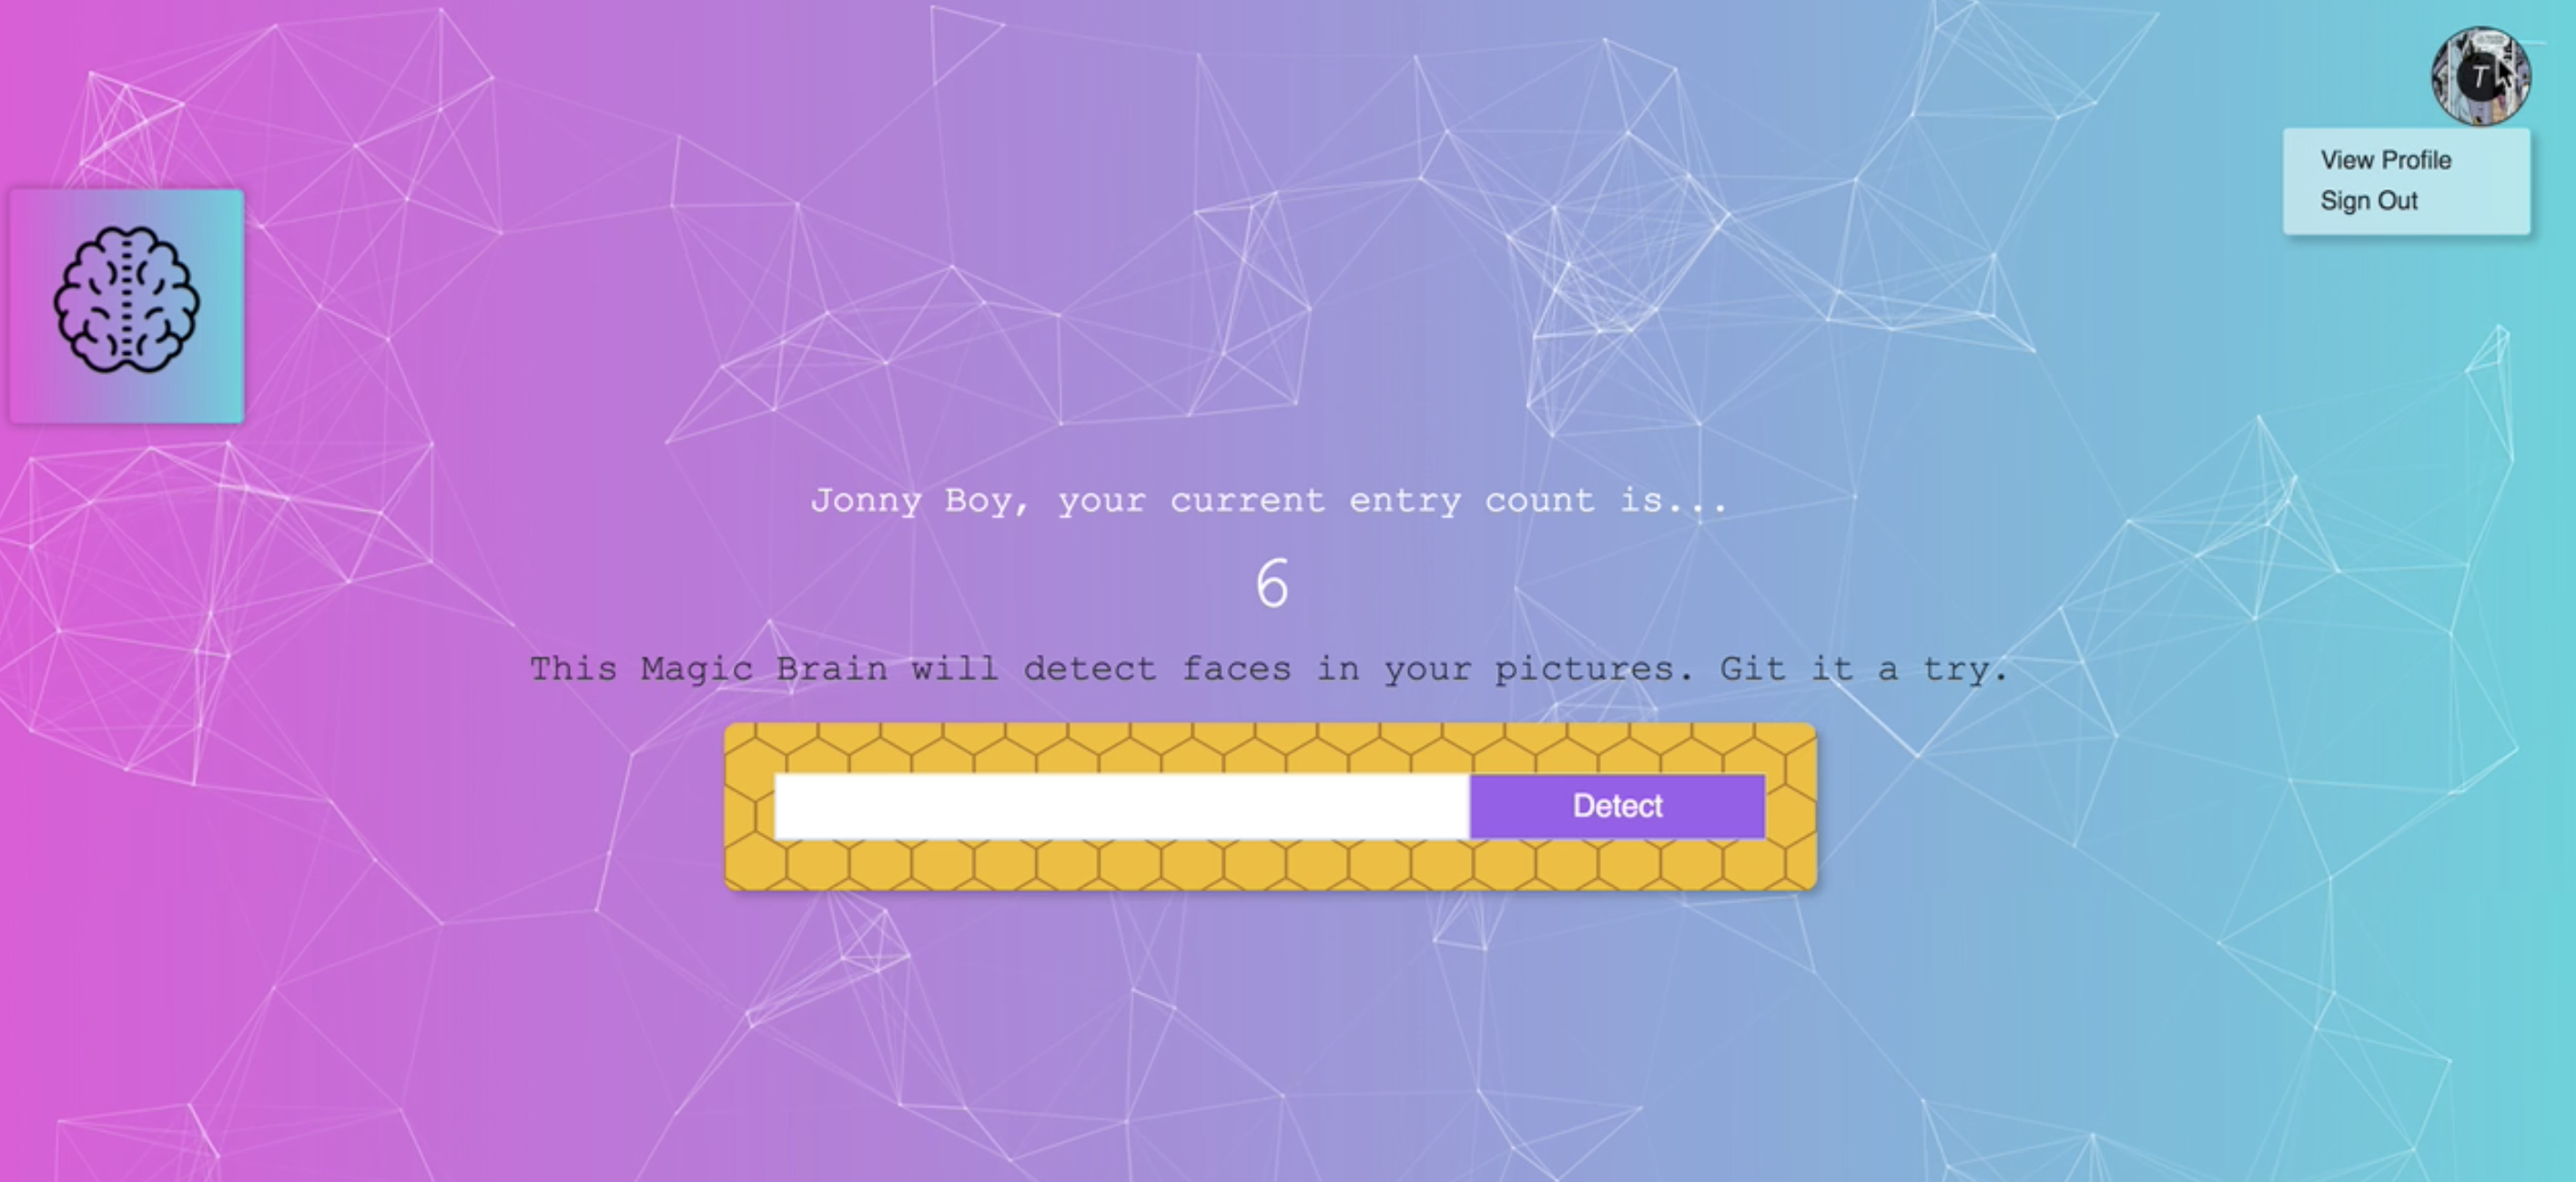 T
View Profile
Sign Out
Jonny Boy, your current entry count is...
6
This Magic Brain will detect faces in your pictures. Git it a try.
Detect